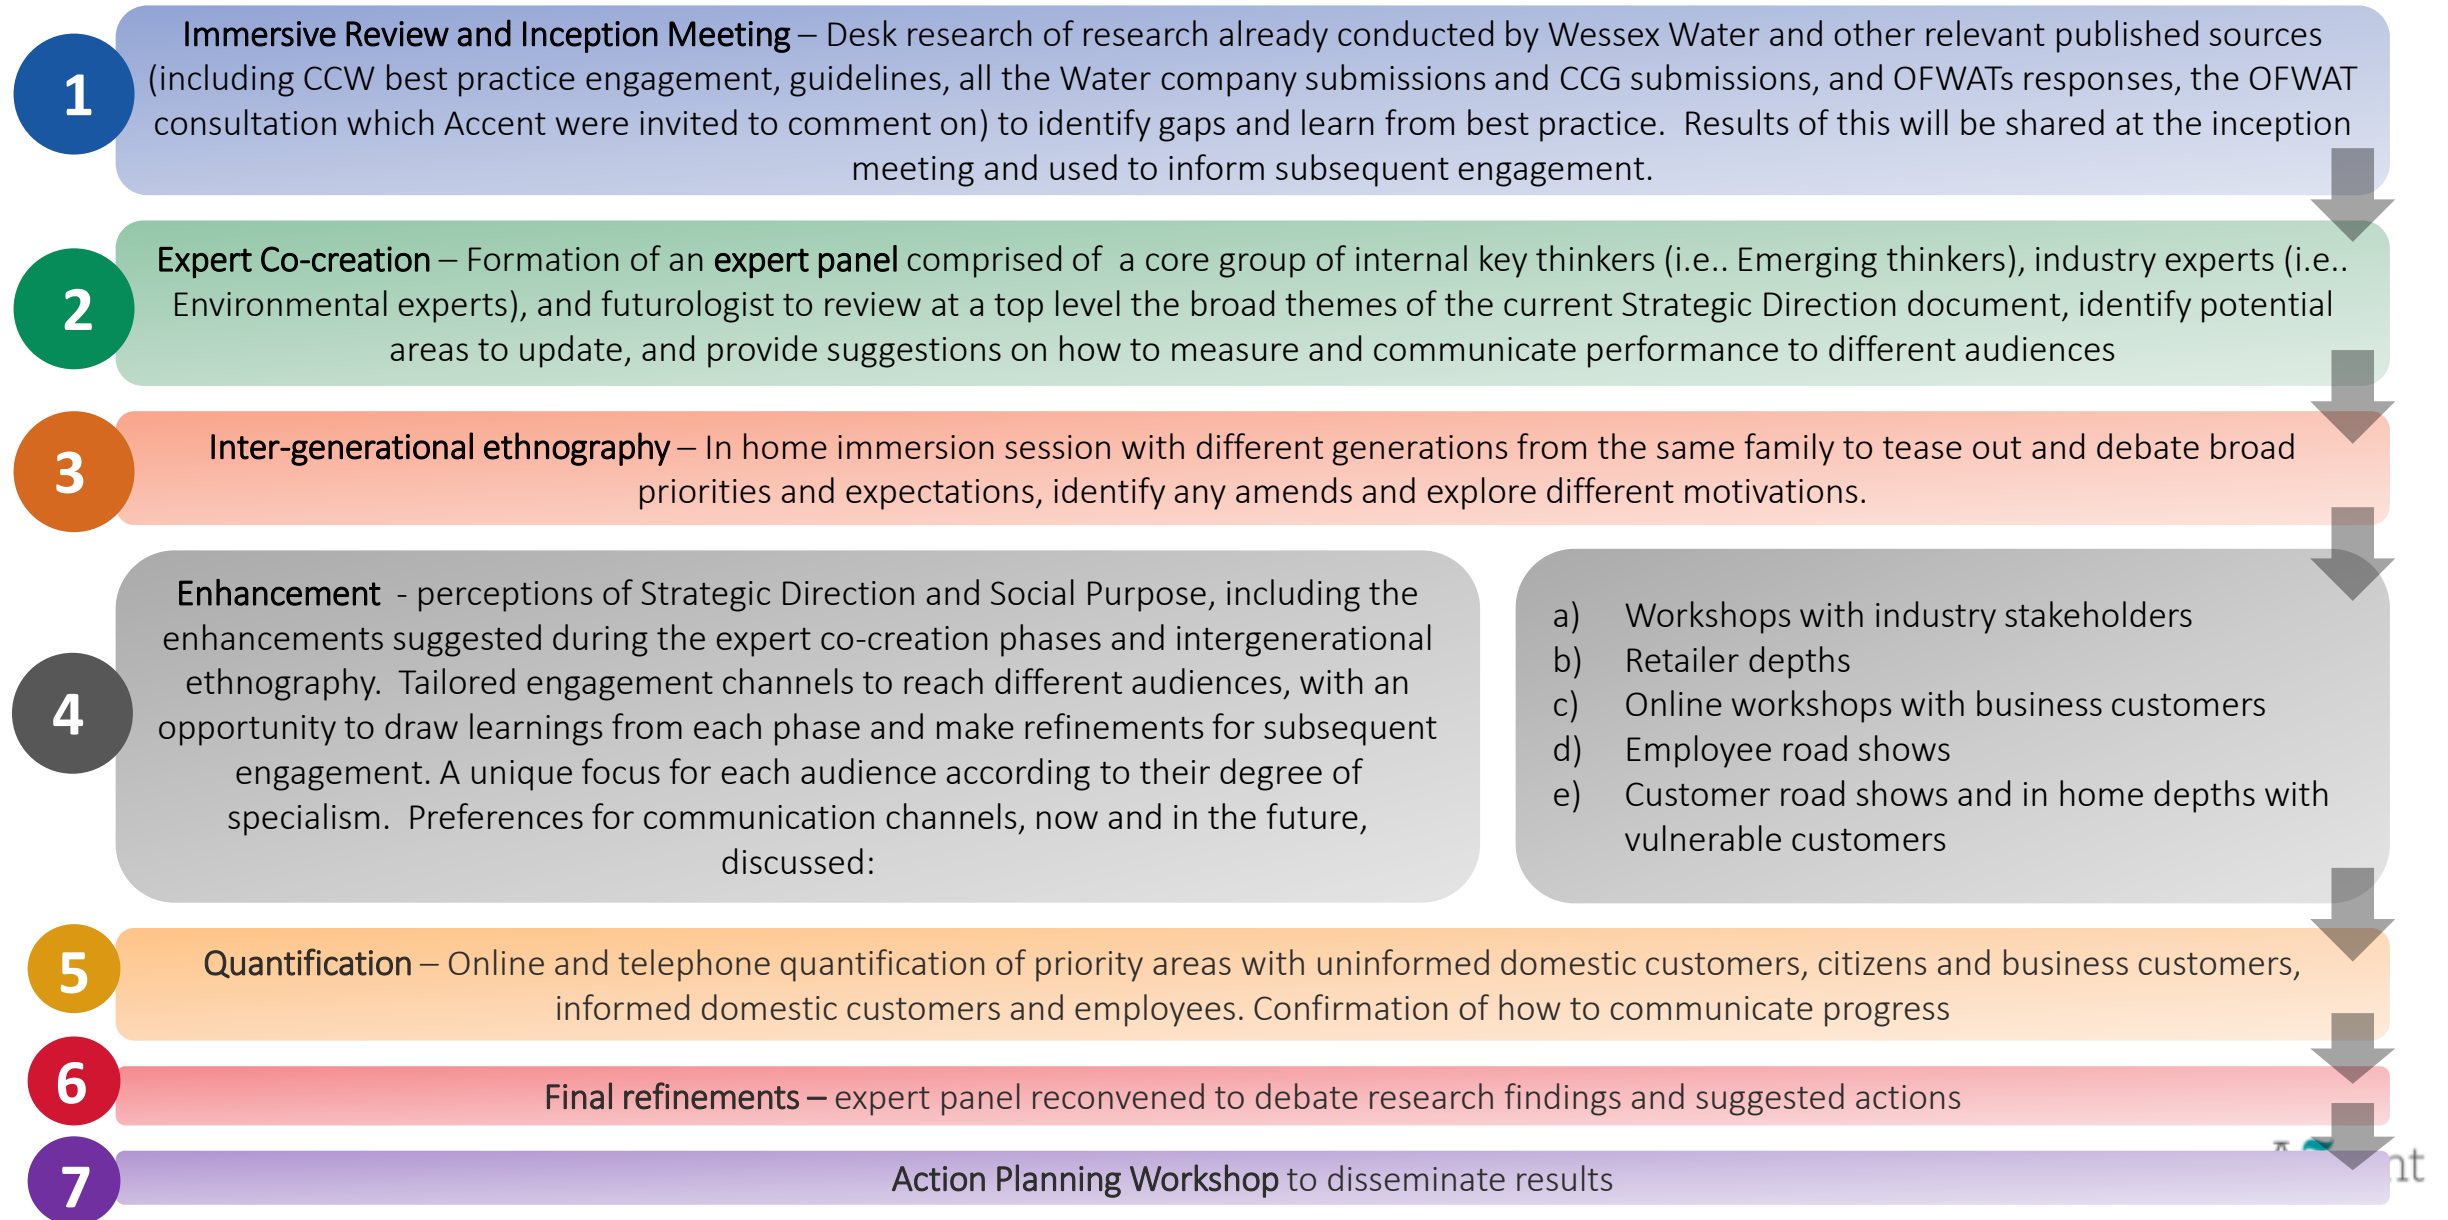 1
Immersive Review and Inception Meeting – Desk research of research already conducted by Wessex Water and other relevant published sources
(including CCW best practice engagement, guidelines, all the Water company submissions and CCG submissions, and OFWATs responses, the OFWAT
consultation which Accent were invited to comment on) to identify gaps and learn from best practice.  Results of this will be shared at the inception
meeting and used to inform subsequent engagement.
2
Expert Co-creation – Formation of an expert panel comprised of  a core group of internal key thinkers (i.e.. Emerging thinkers), industry experts (i.e..
Environmental experts), and futurologist to review at a top level the broad themes of the current Strategic Direction document, identify potential
areas to update, and provide suggestions on how to measure and communicate performance to different audiences
3
Inter-generational ethnography – In home immersion session with different generations from the same family to tease out and debate broad
priorities and expectations, identify any amends and explore different motivations.
4
Enhancement  - perceptions of Strategic Direction and Social Purpose, including the
enhancements suggested during the expert co-creation phases and intergenerational
ethnography.  Tailored engagement channels to reach different audiences, with an
opportunity to draw learnings from each phase and make refinements for subsequent
engagement. A unique focus for each audience according to their degree of
specialism.  Preferences for communication channels, now and in the future,
discussed:
a) Workshops with industry stakeholders
b) Retailer depths
c) Online workshops with business customers
d) Employee road shows
e) Customer road shows and in home depths with
vulnerable customers
5
Quantification – Online and telephone quantification of priority areas with uninformed domestic customers, citizens and business customers,
informed domestic customers and employees. Confirmation of how to communicate progress
6
Final refinements – expert panel reconvened to debate research findings and suggested actions
7
Action Planning Workshop to disseminate results